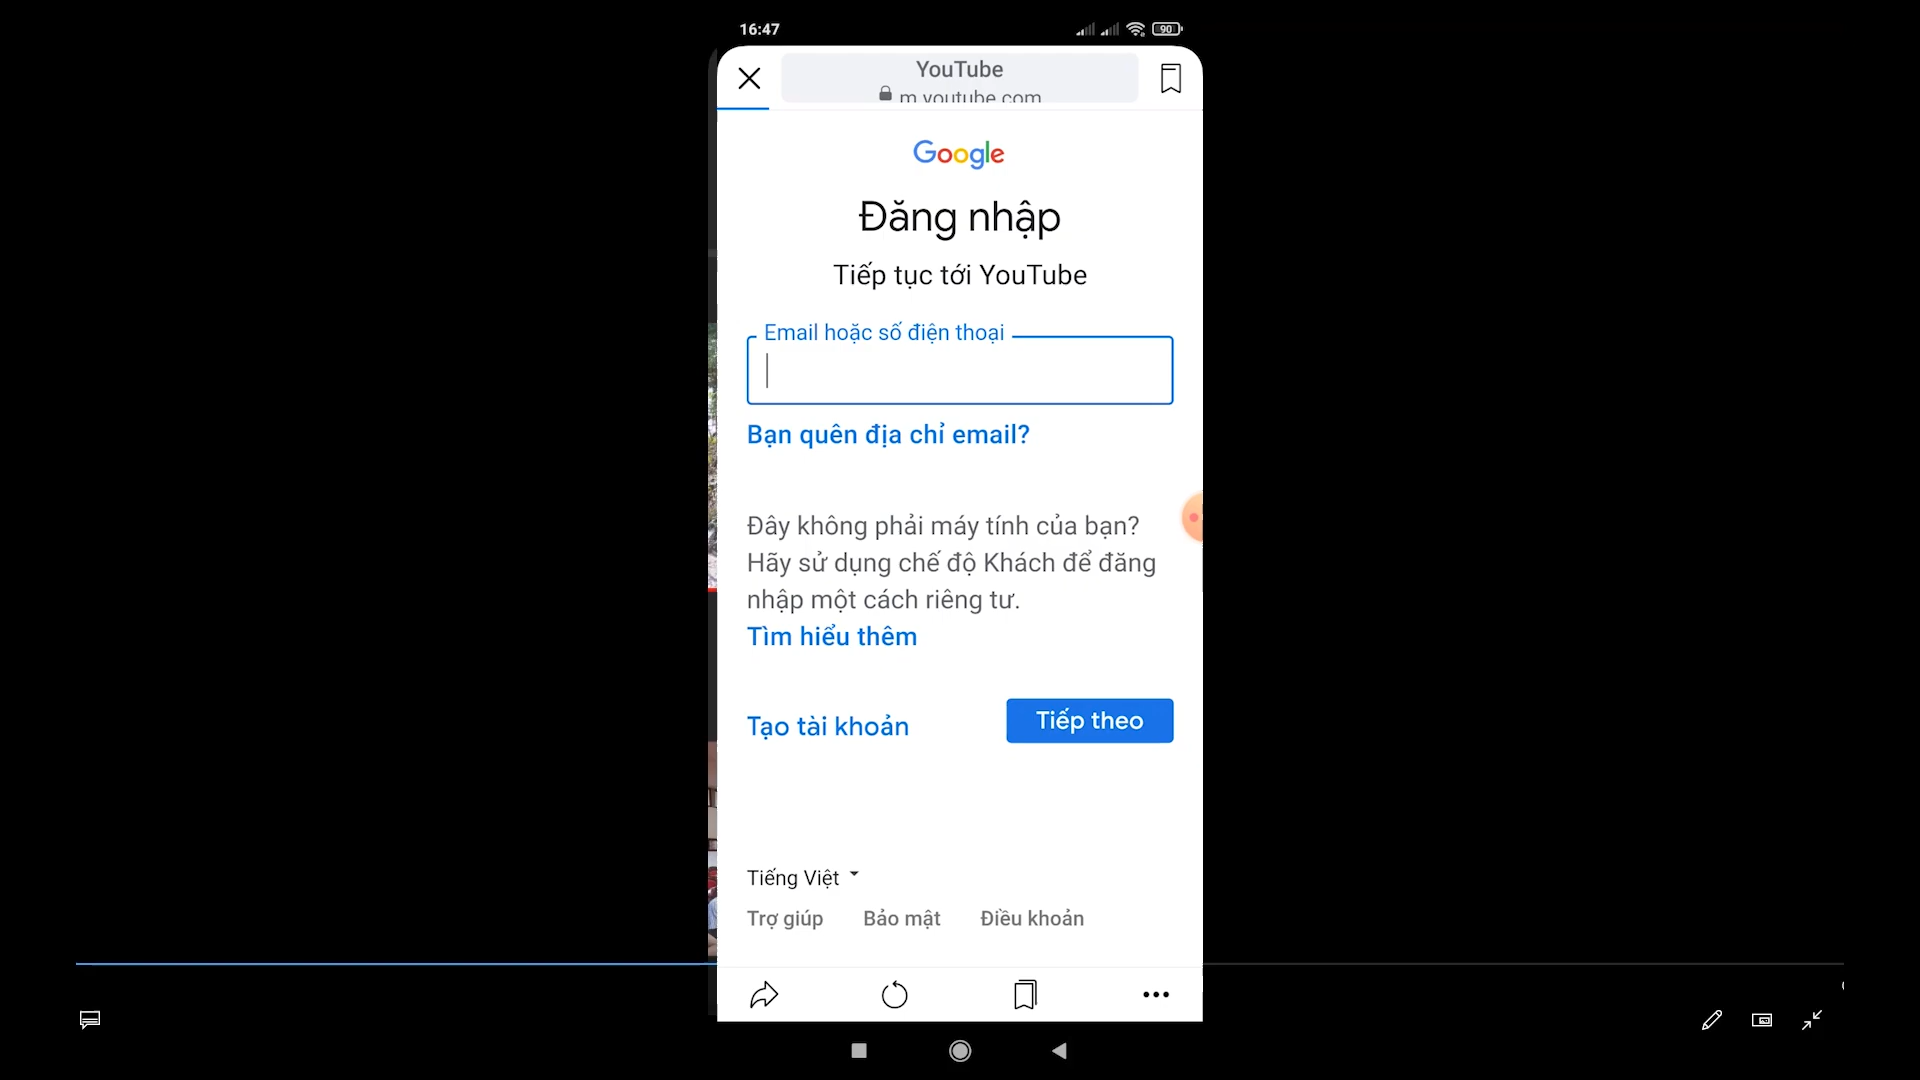 16:47
90
YouTube
m.youtube.com
Google
Đăng nhập
Tiếp tục tới YouTube
Email hoặc số điện thoại
Bạn quên địa chỉ email?
Đây không phải máy tính của bạn?
Hãy sử dụng chế độ Khách để đăng
nhập một cách riêng tư.
Tìm hiểu thêm
Tạo tài khoản
Tiếp theo
Tiếng Việt
Trợ giúp
Bảo mật
Điều khoản